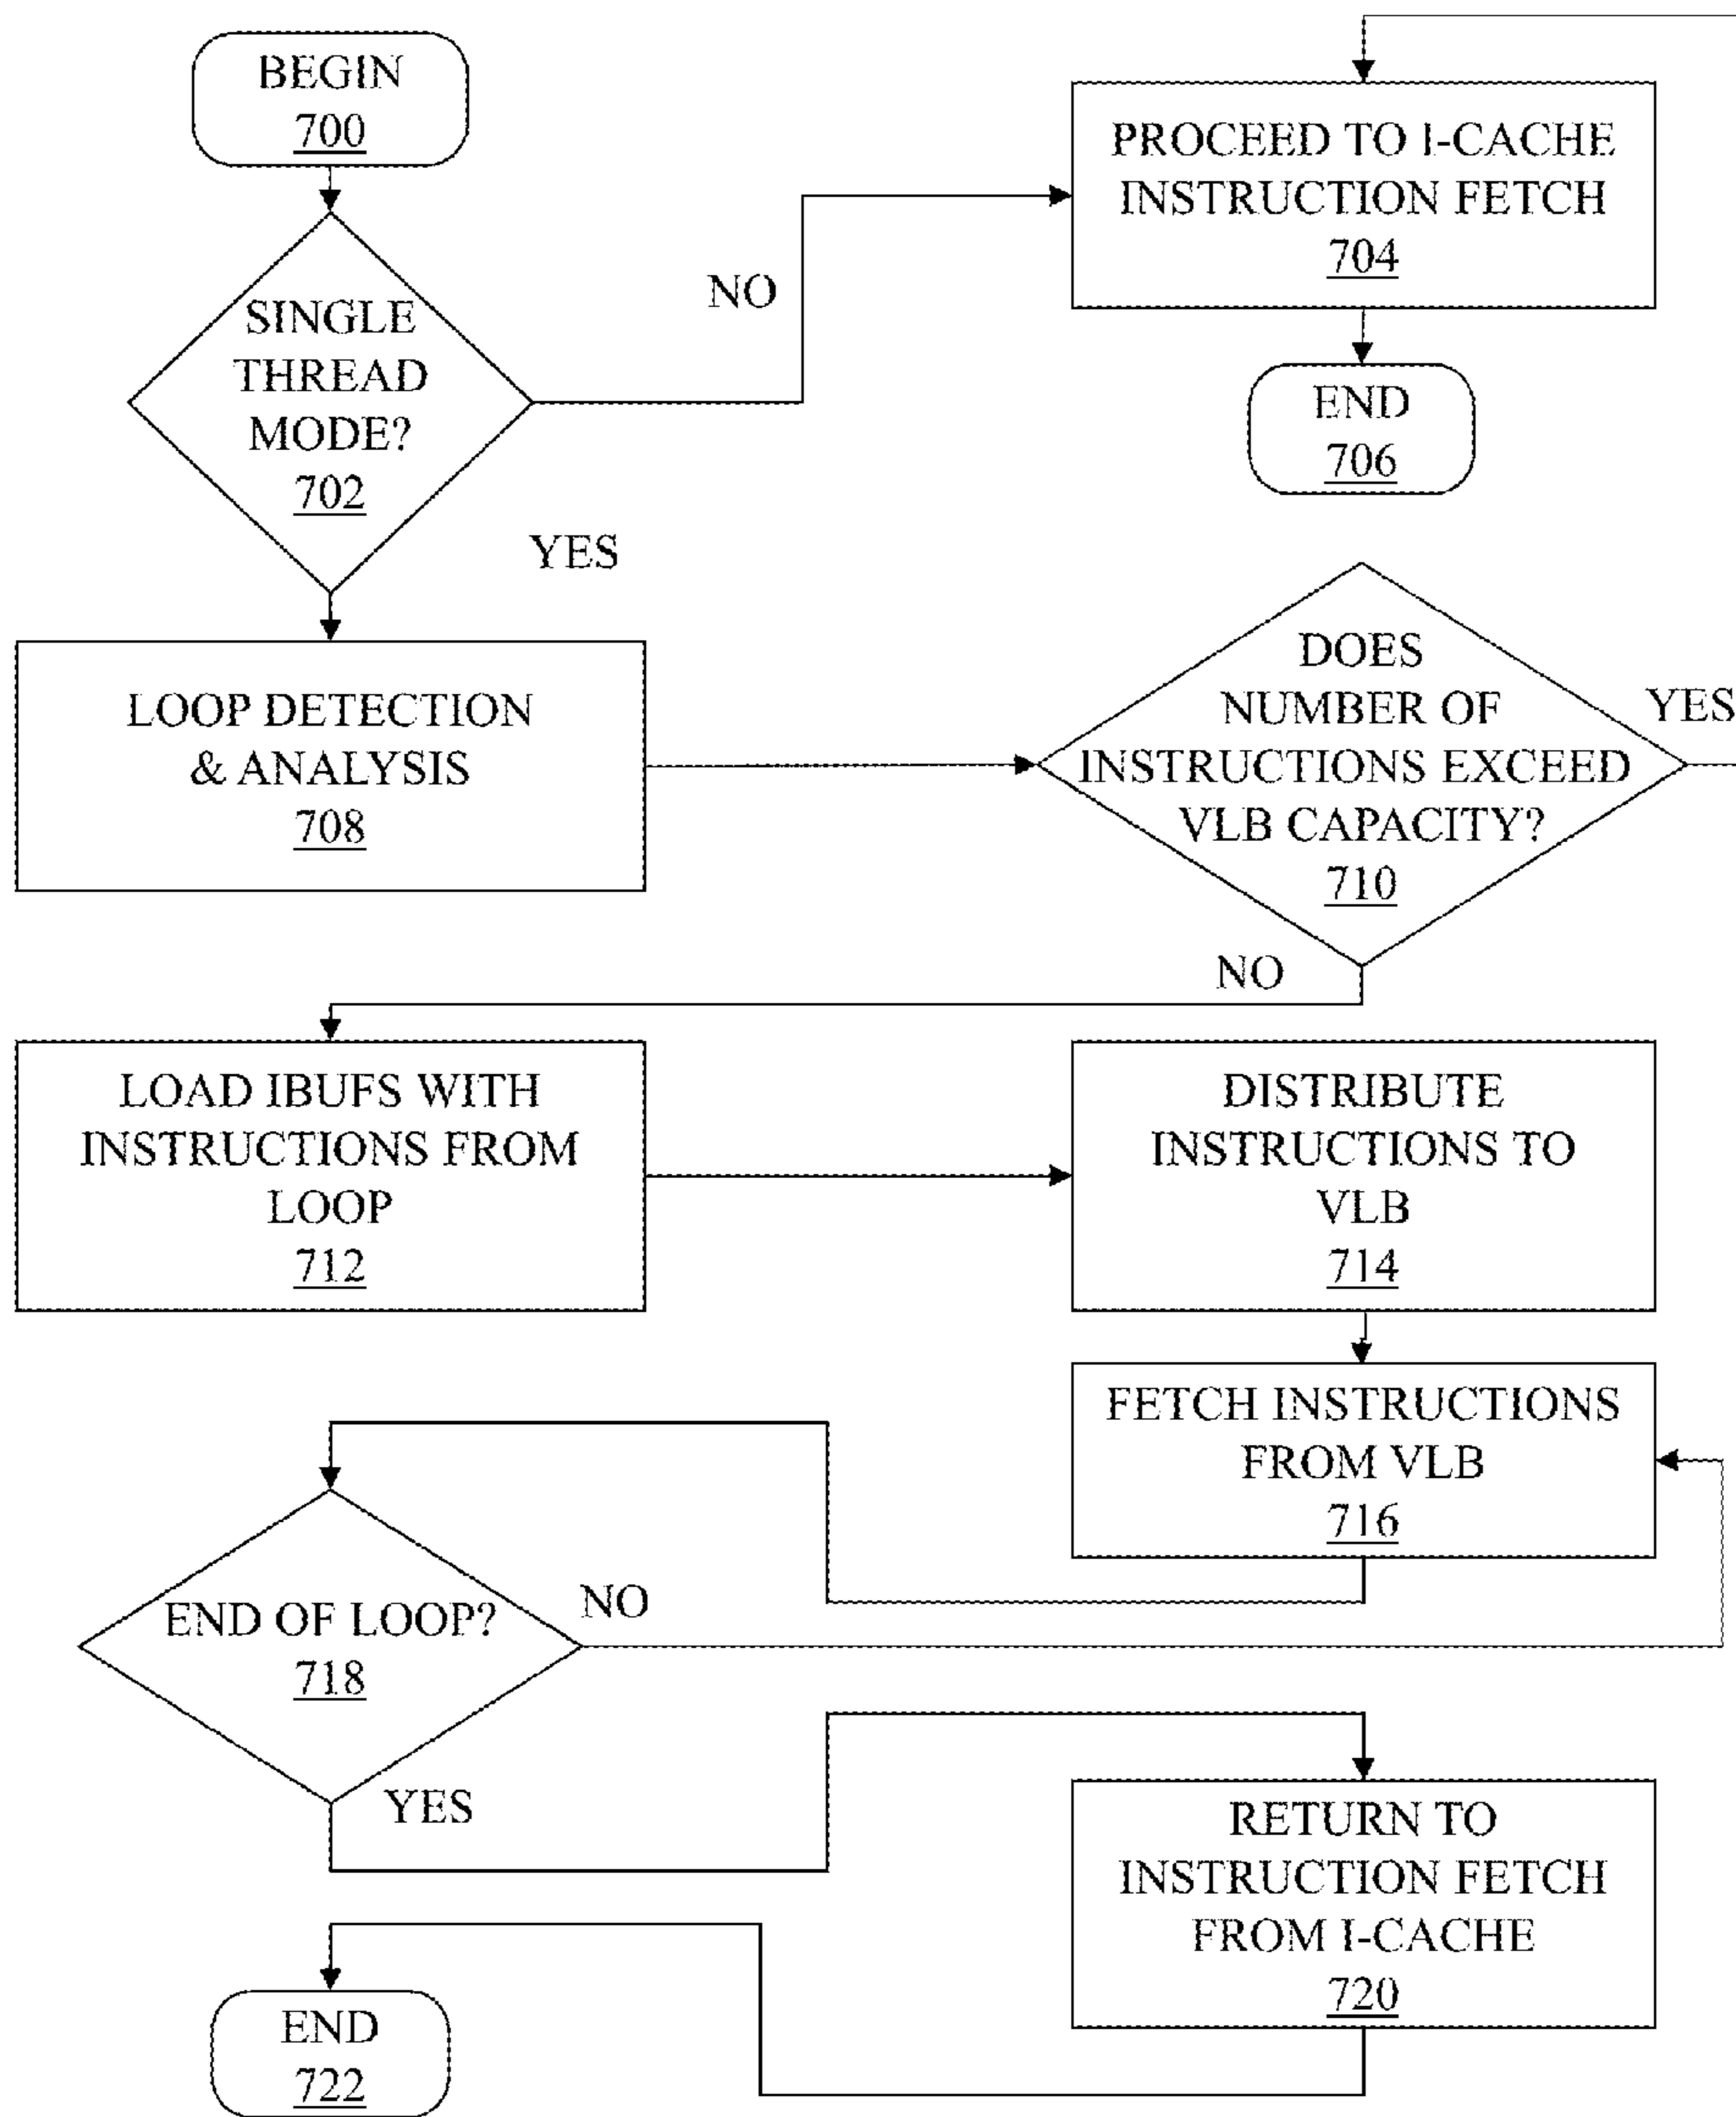 BEGIN
700
SINGLE
THREAD
MODE?
702
NO
PROCEED TO I-CACHE
INSTRUCTION FETCH
704
END
706
YES
LOOP DETECTION
& ANALYSIS
708
DOES
NUMBER OF
INSTRUCTIONS EXCEED
VLB CAPACITY?
710
YES
NO
LOAD IBUFS WITH
INSTRUCTIONS FROM
LOOP
712
DISTRIBUTE
INSTRUCTIONS TO
VLB
714
FETCH INSTRUCTIONS
FROM VLB
716
END OF LOOP?
718
NO
YES
RETURN TO
INSTRUCTION FETCH
FROM I-CACHE
720
END
722